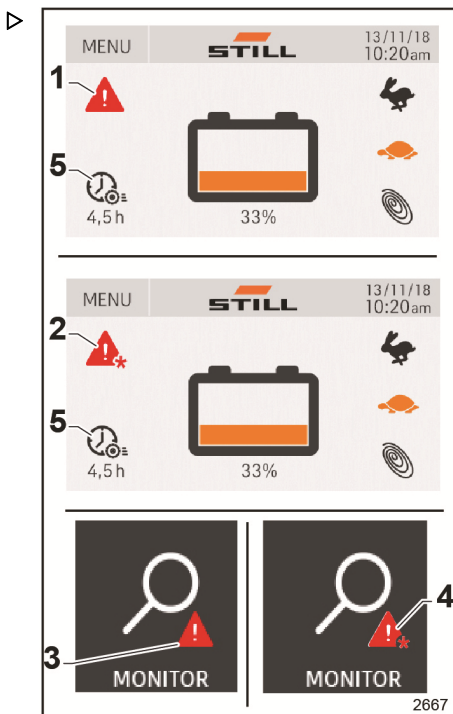 MENU STILL 13/11/18
10:20am
1
5
4,5 h 33%
MENU STILL 13/11/18
10:20am
2
5
4,5 h 33%
4
3
MONITOR MONITOR
2667